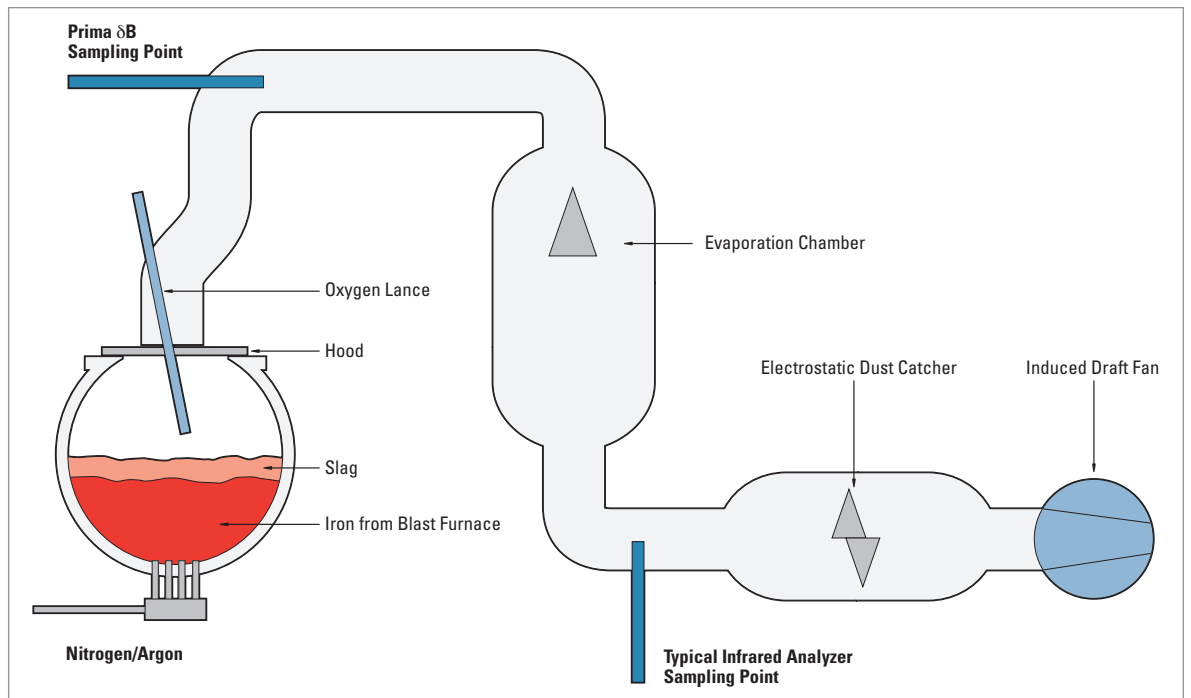 Prima δB
Sampling Point
Evaporation Chamber
Oxygen Lance
Hood
Electrostatic Dust Catcher
Induced Draft Fan
Slag
Iron from Blast Furnace
Nitrogen/Argon
Typical Infrared Analyzer
Sampling Point